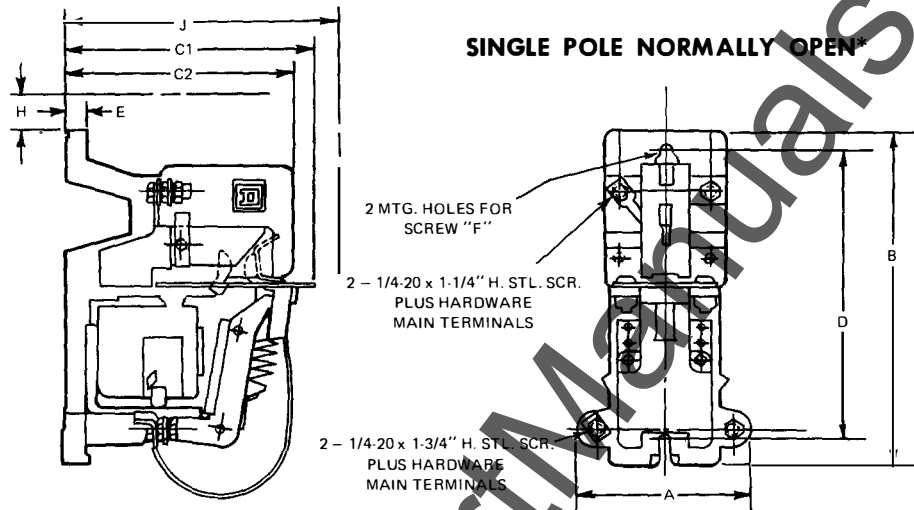 J
C1
C2
SINGLE POLE NORMALLY OPEN*
H
E
2 MTG. HOLES FOR
SCREW "F"
B
2 – 1/4-20 x 1-1/4" H. STL. SCR.
PLUS HARDWARE
MAIN TERMINALS
D
2 – 1/4-20 x 1-3/4" H. STL. SCR.
PLUS HARDWARE
MAIN TERMINALS
A
D
rtManuals